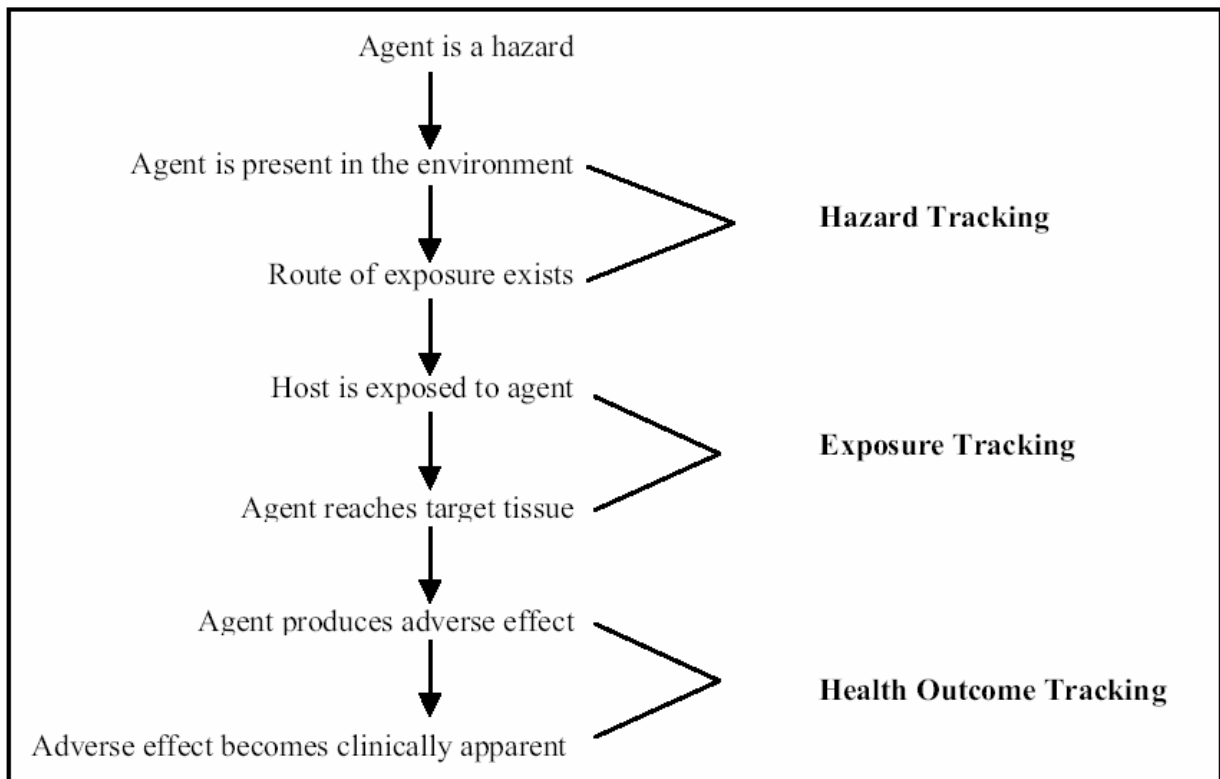 Agent is a hazard
Agent is present in the environment
Hazard Tracking
Route of exposure exists
Host is exposed to agent
Exposure Tracking
Agent reaches target tissue
Agent produces adverse effect
Health Outcome Tracking
Adverse effect becomes clinically apparent